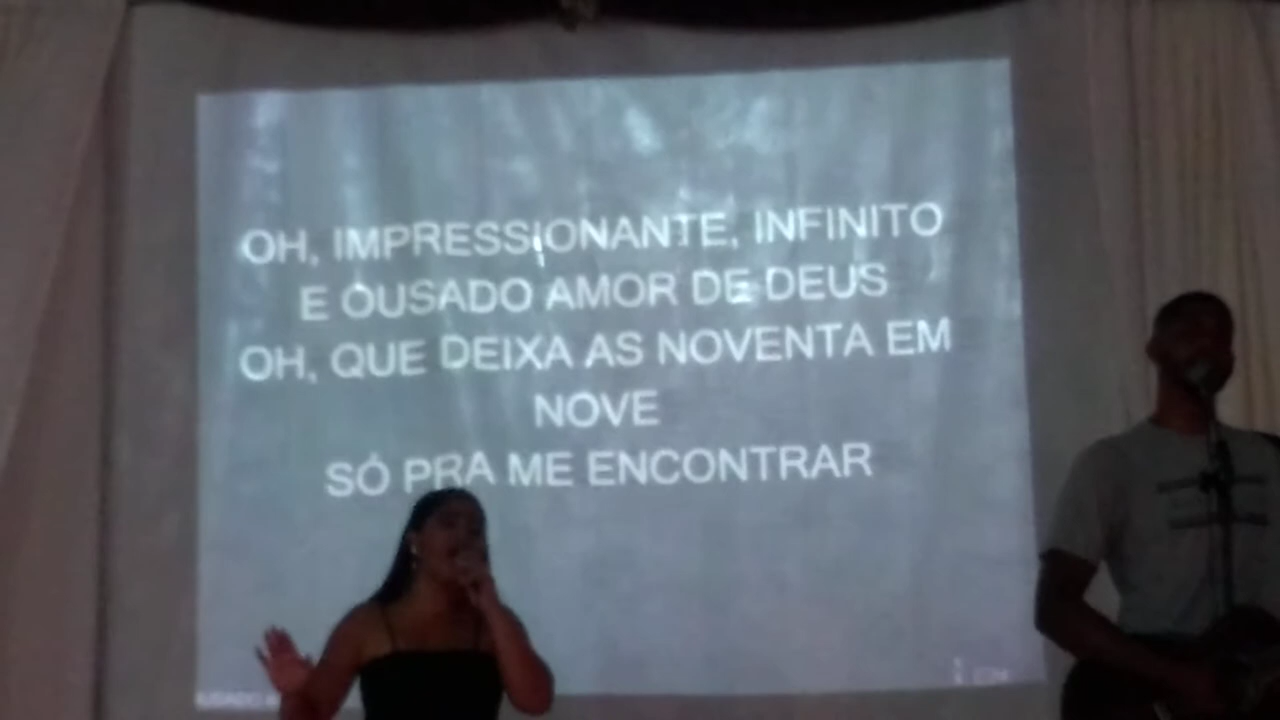 OH, IMPRESSIONANTE, INFINITO
E OUSADO AMOR DE DEUS
OH, QUE DEIXA AS NOVENTA EM
NOVE
SÓ PRA ME ENCONTRAR